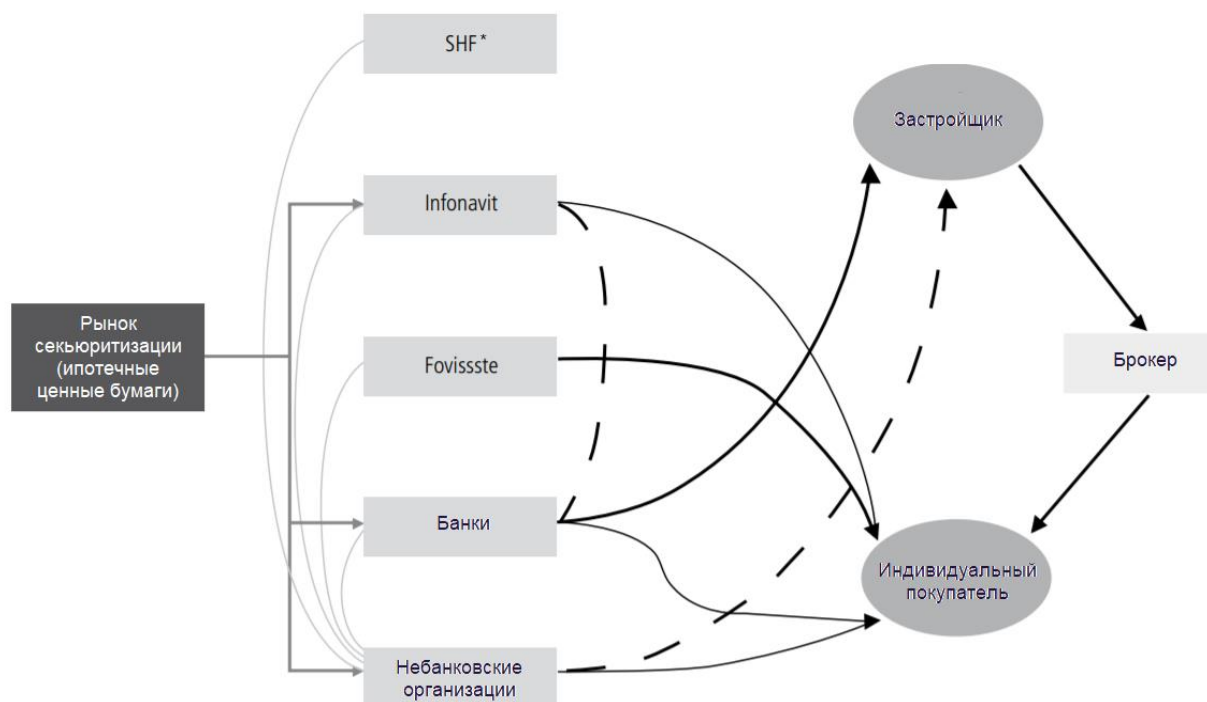 SHF*
Застройщик
Infonavit
Рынок
секьюритизации
(ипотечные
ценные бумаги)
Fovissste
Брокер
Банки
Индивидуальный
покупатель
Небанковские
организации